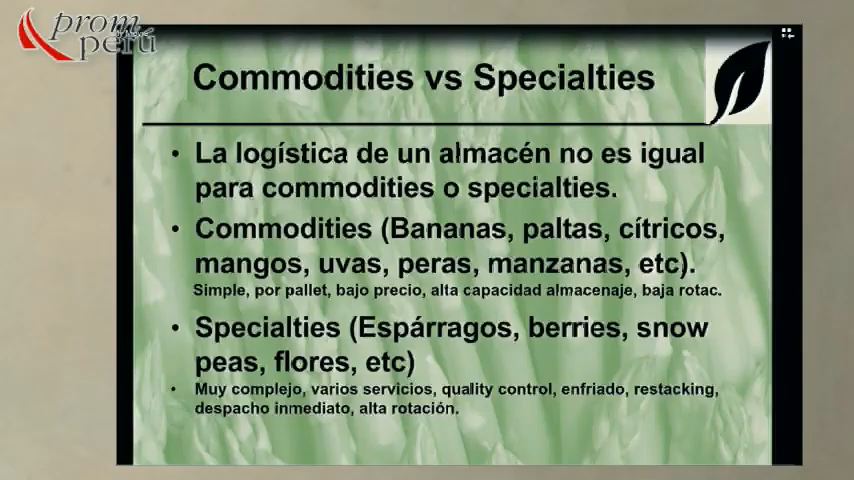 prom
perú
Commodities vs Specialties
• La logística de un almacén no es igual
para commodities o specialties.
• Commodities (Bananas, paltas, cítricos,
mangos, uvas, peras, manzanas, etc).
Simple, por pallet, bajo precio, alta capacidad almacenaje, baja rotac.
• Specialties (Espárragos, berries, snow
peas, flores, etc)
• Muy complejo, varios servicios, quality control, enfriado, restacking,
despacho inmediato, alta rotación.